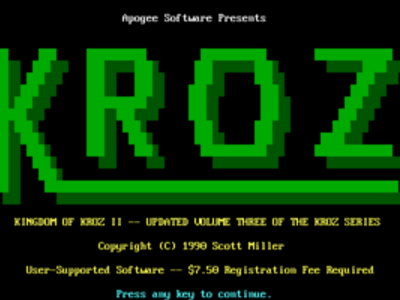 Apogee Software Presents
KROZ
KINGDOM OF KROZ II -- UPDATED VOLUME THREE OF THE KROZ SERIES
Copyright (C) 1990 Scott Miller
User-Supported Software -- $7.50 Registration Fee Required
Press any key to continue.